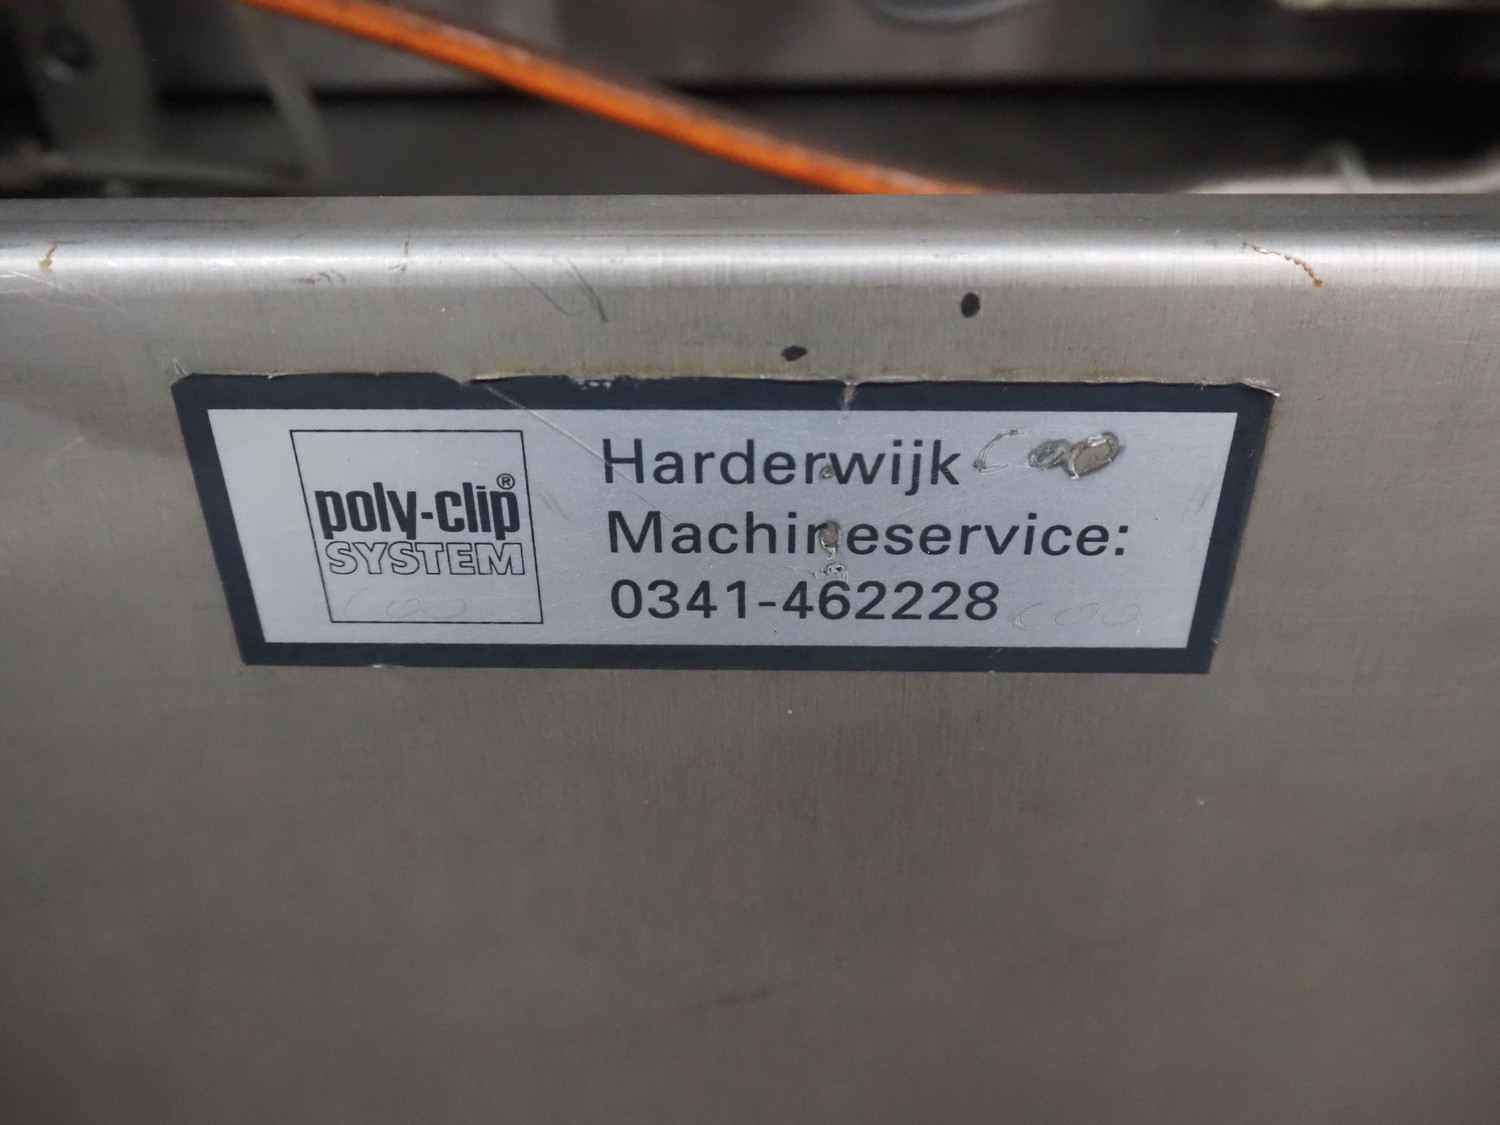 poly-clip®
SYSTEM
Harderwijk
Machineservice:
0341-462228